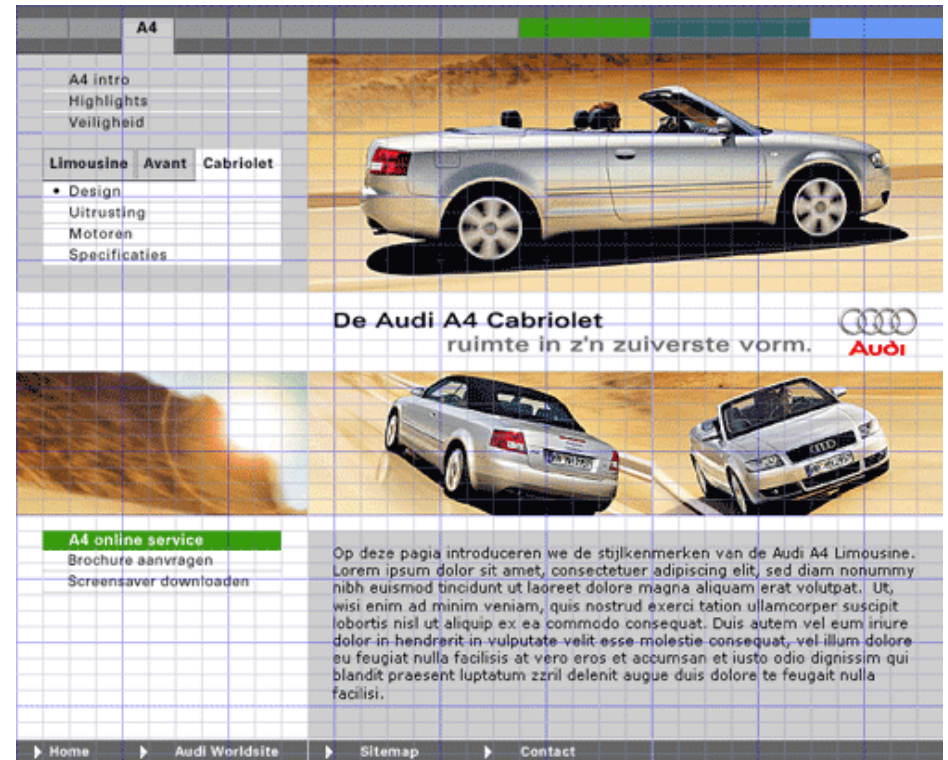 A4
A4 intro
Highlights
Veiligheid
Limousine Avant Cabriolet
• Design
Uitrusting
Motoren
Specificaties
De Audi A4 Cabriolet
ruimte in z'n zuiverste vorm.
Audi
A4 online service
Brochure aanvragen
Screensaver downloaden
Op deze pagia introduceren we de stijlkenmerken van de Audi A4 Limousine.
Lorem ipsum dolor sit amet, consectetuer adipiscing elit, sed diam nonummy
nibh euismod tincidunt ut laoreet dolore magna aliquam erat volutpat. Ut,
wisi enim ad minim veniam, quis nostrud exerci tation ullamcorper suscipit
lobortis nisl ut aliquip ex ea commodo consequat. Duis autem vel eum iriure
dolor in hendrerit in vulputate velit esse molestie consequat, vel illum dolore
eu feugiat nulla facilisis at vero eros et accumsan et iusto odio dignissim qui
blandit praesent luptatum zzril delenit augue duis dolore te feugait nulla
facilisi.
Home Audi Worldsite Sitemap Contact